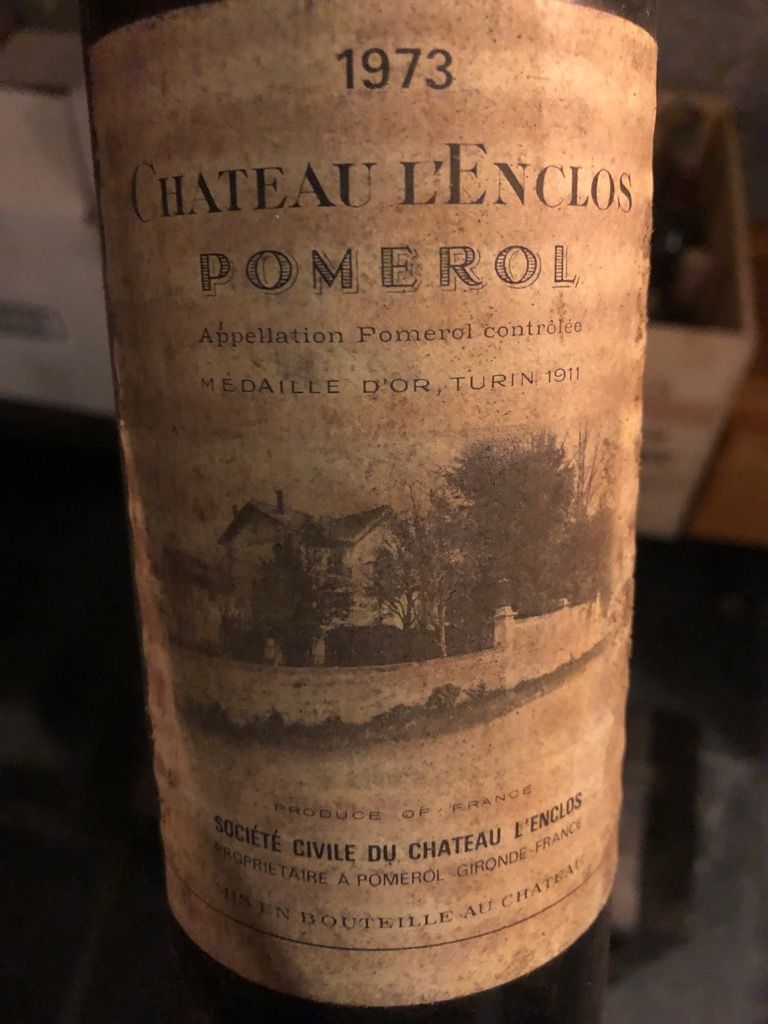 1973
CHATEAU L'ENCLOS
POMEROL
Appellation Pomerol contrôlée
MÉDAILLE D'OR, TURIN 1911
PRODUCE OF FRANCE
SOCIÉTÉ CIVILE DU CHATEAU L'ENCLOS
PROPRIETAIRE A POMEROL GIRONDE-FRANCE
MIS EN BOUTEILLE AU CHATEAU